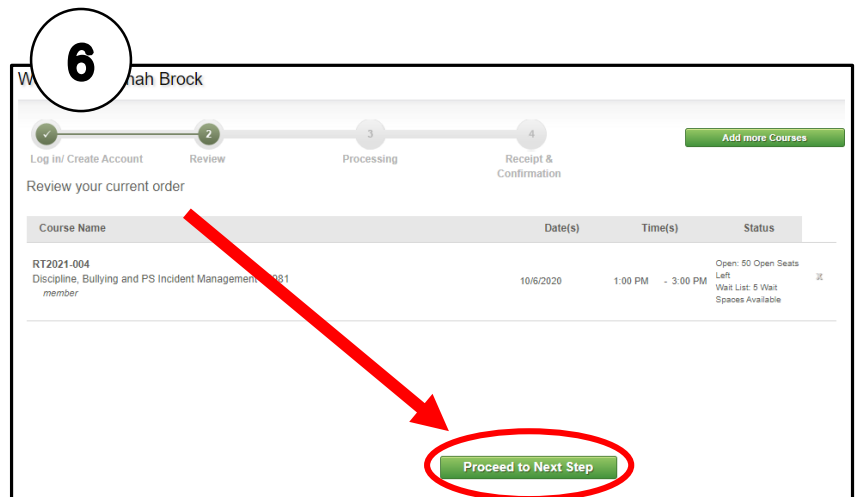 6
W nah Brock
✓ 2 3 4
Add more Courses
Log in/ Create Account Review Processing Receipt &
Confirmation
Review your current order
Course Name Date(s) Time(s) Status
RT2021-004
Discipline, Bullying and PS Incident Management 981
member
10/6/2020 1:00 PM - 3:00 PM
Open: 50 Open Seats
Left
Wait List: 5 Wait
Spaces Available
Proceed to Next Step